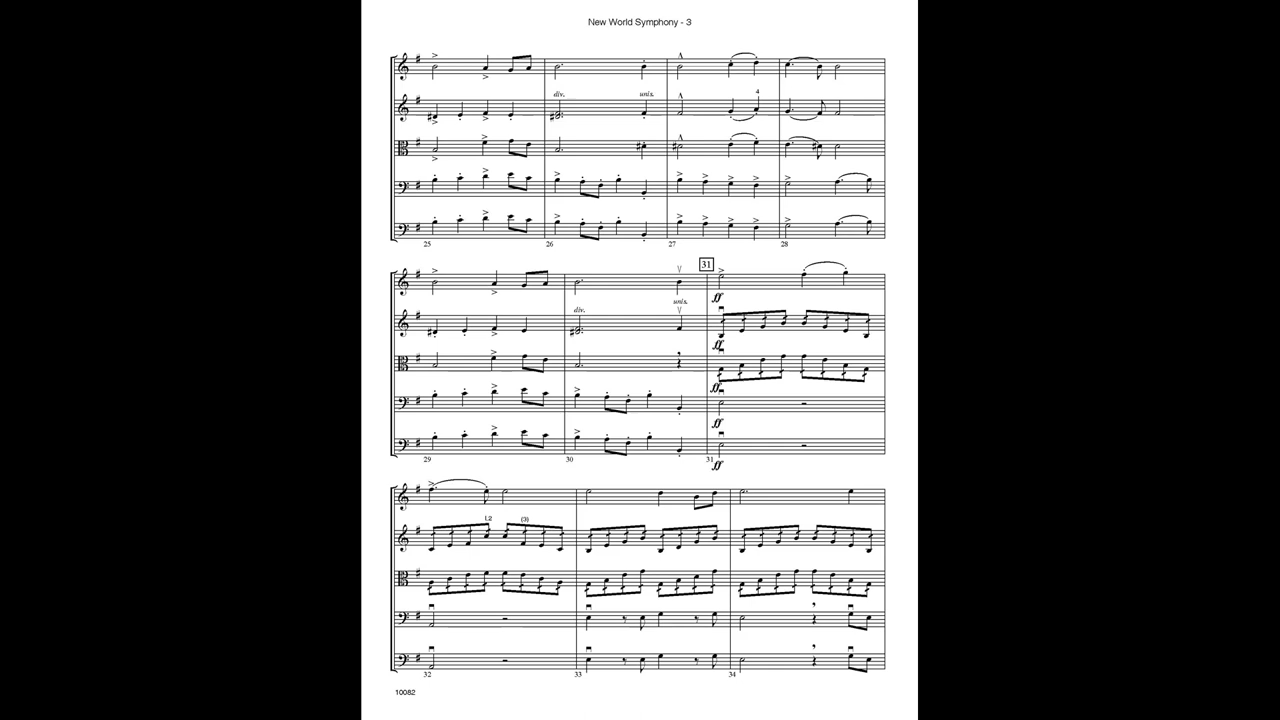 New World Symphony - 3
div. unis. 4
25 26 27 28
31
ff
unis.
div.
ff
ff
ff
29 30 31 ff
1,2 (3)
32 33 34
10082